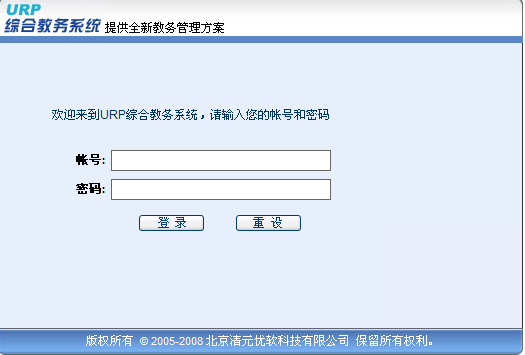 URP
综合教务系统 提供全新教务管理方案
欢迎来到URP综合教务系统，请输入您的帐号和密码
帐号:
密码:
登 录 重 设
版权所有 © 2005-2008 北京清元优软科技有限公司 保留所有权利。